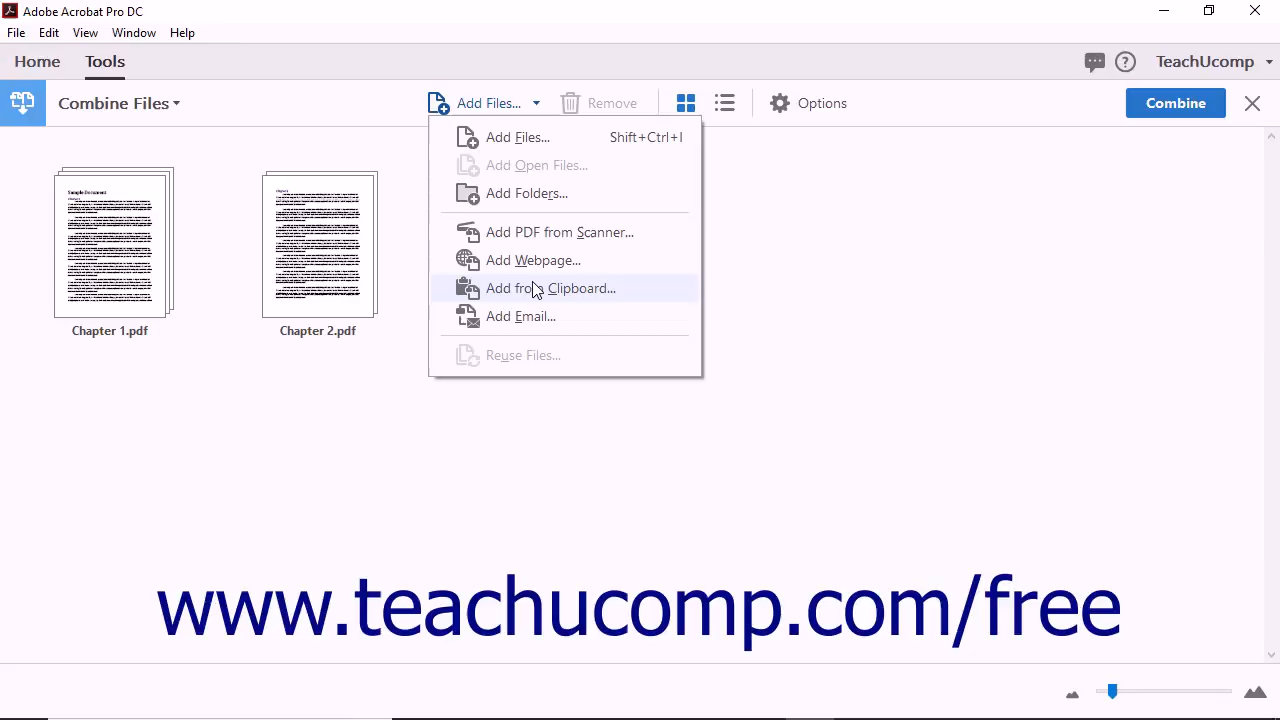 Adobe Acrobat Pro DC
File Edit View Window Help
Home Tools TeachUcomp
Combine Files Add Files... Remove Options Combine
Add Files... Shift+Ctrl+I
Add Open Files...
Add Folders...
Add PDF from Scanner...
Add Webpage...
Add from Clipboard...
Add Email...
Reuse Files...
Sample Document
Chapter 1.pdf Chapter 2.pdf
www.teachucomp.com/free